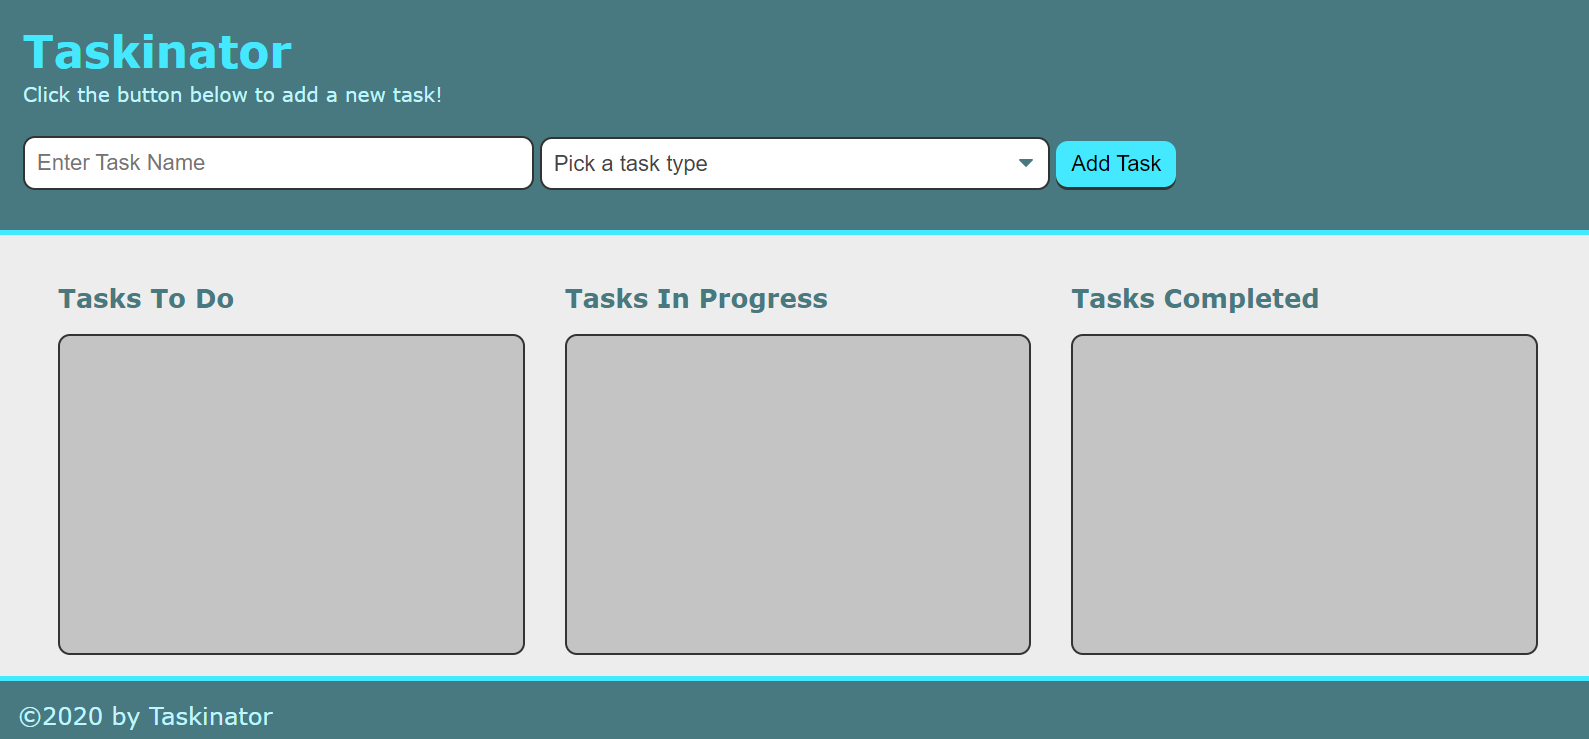 Taskinator
Click the button below to add a new task!
Enter Task Name
Pick a task type
Add Task
Tasks To Do
Tasks In Progress
Tasks Completed
©2020 by Taskinator